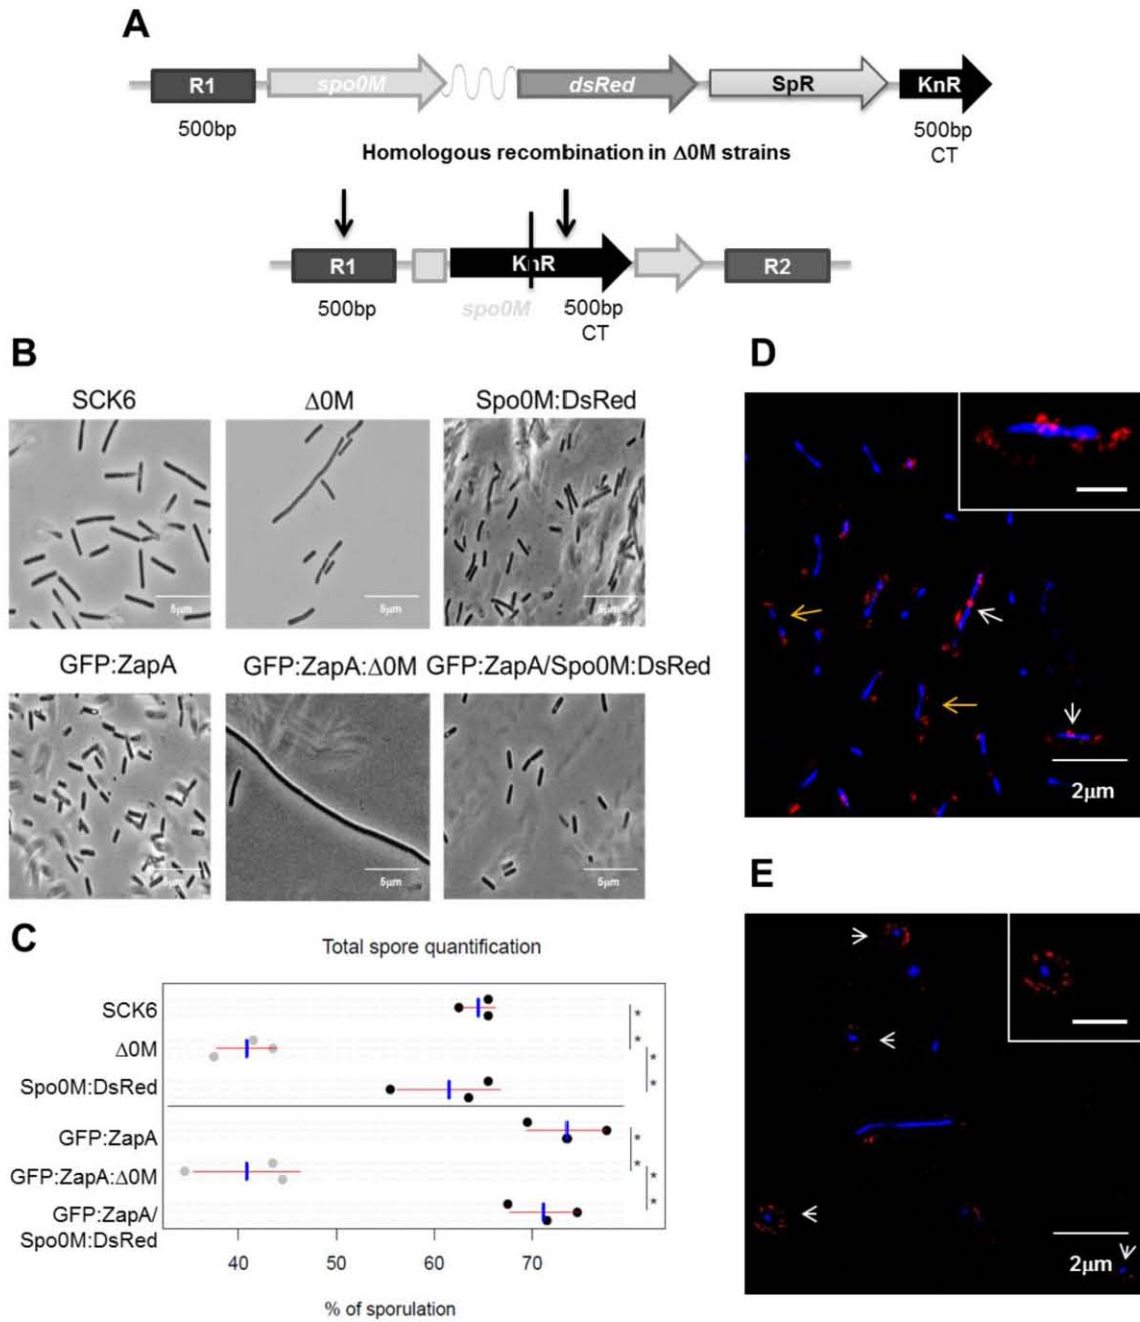 A
R1
spo0M
dsRed
SpR
KnR
500bp
500bp
CT
Homologous recombination in Δ0M strains
R1
KnR
R2
500bp
spo0M
500bp
CT
B
SCK6
Δ0M
Spo0M:DsRed
5μm
5μm
5μm
GFP:ZapA
GFP:ZapA:Δ0M
GFP:ZapA/Spo0M:DsRed
5μm
5μm
5μm
C
Total spore quantification
SCK6
Δ0M
Spo0M:DsRed
GFP:ZapA
GFP:ZapA:Δ0M
GFP:ZapA/
Spo0M:DsRed
*
*
*
*
*
*
*
*
40
50
60
70
% of sporulation
D
2μm
E
2μm